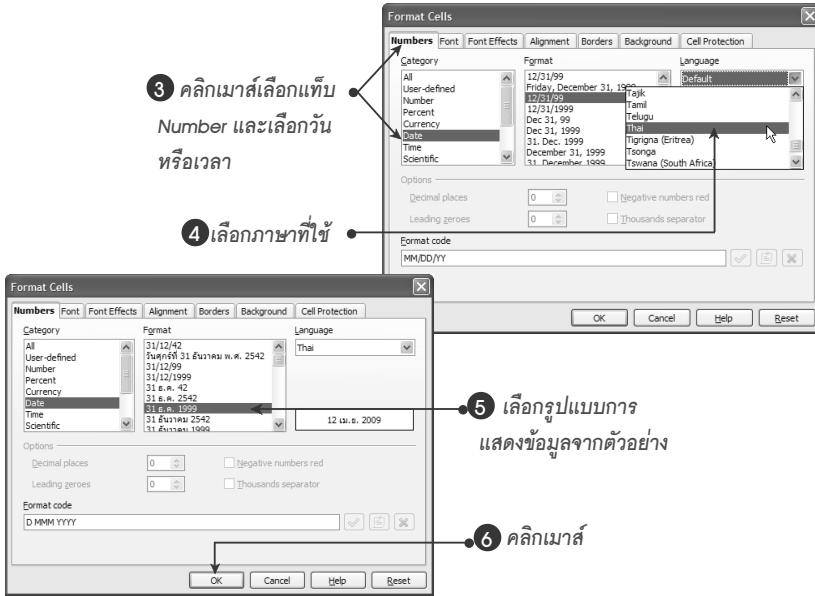 Format Cells
Numbers Font Font Effects Alignment Borders Background Cell Protection
Category Format Language
All
User-defined
Number
Percent
Currency
Date
Time
Scientific
12/31/99
Friday, December 31, 1999
12/31/99
12/31/1999
Dec 31, 99
Dec 31, 1999
31. Dec. 1999
December 31, 1999
31. December 1999
Default
Tajik
Tamil
Telugu
Thai
Tigrigna (Eritrea)
Tsonga
Tswana (South Africa)
Options
Decimal places 0 Negative numbers red
Leading zeroes 0 Thousands separator
Format code
MM/DD/YY
OK Cancel Help Reset
3 คลิกเมาส์เลือกแท็บ
Number และเลือกวัน
หรือเวลา
4 เลือกภาษาที่ใช้
Format Cells
Numbers Font Font Effects Alignment Borders Background Cell Protection
Category Format Language
All
User-defined
Number
Percent
Currency
Date
Time
Scientific
31/12/42
วันศุกร์ที่ 31 ธันวาคม พ.ศ. 2542
31/12/99
31/12/1999
31 ธ.ค. 42
31 ธ.ค. 2542
31 ธ.ค. 1999
31 ธันวาคม 2542
31 ธันวาคม 1999
Thai
12 เม.ย. 2009
Options
Decimal places 0 Negative numbers red
Leading zeroes 0 Thousands separator
Format code
D MMM YYYY
OK Cancel Help Reset
5 เลือกรูปแบบการ
แสดงข้อมูลจากตัวอย่าง
6 คลิกเมาส์